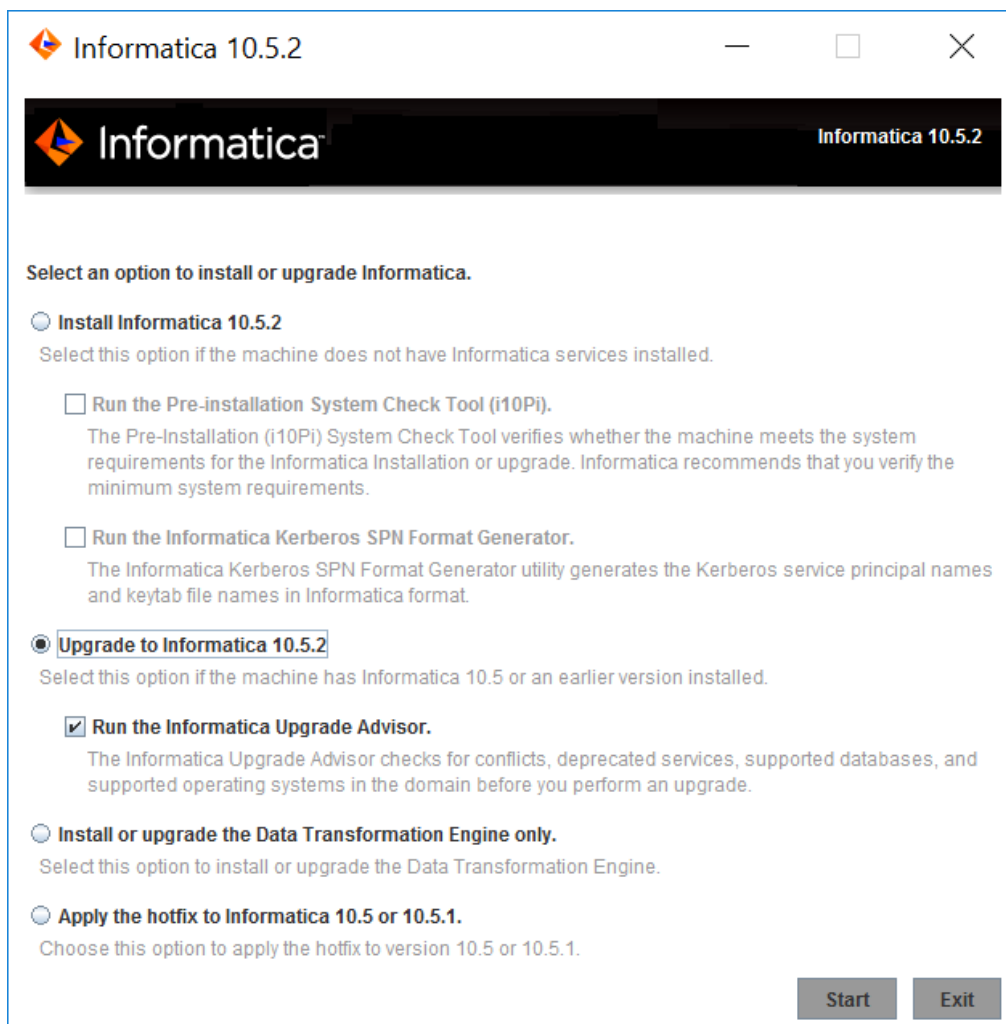 Informatica 10.5.2
Informatica™
Informatica 10.5.2
Select an option to install or upgrade Informatica.
Install Informatica 10.5.2
Select this option if the machine does not have Informatica services installed.
Run the Pre-installation System Check Tool (i10Pi).
The Pre-Installation (i10Pi) System Check Tool verifies whether the machine meets the system
requirements for the Informatica Installation or upgrade. Informatica recommends that you verify the
minimum system requirements.
Run the Informatica Kerberos SPN Format Generator.
The Informatica Kerberos SPN Format Generator utility generates the Kerberos service principal names
and keytab file names in Informatica format.
Upgrade to Informatica 10.5.2
Select this option if the machine has Informatica 10.5 or an earlier version installed.
Run the Informatica Upgrade Advisor.
The Informatica Upgrade Advisor checks for conflicts, deprecated services, supported databases, and
supported operating systems in the domain before you perform an upgrade.
Install or upgrade the Data Transformation Engine only.
Select this option to install or upgrade the Data Transformation Engine.
Apply the hotfix to Informatica 10.5 or 10.5.1.
Choose this option to apply the hotfix to version 10.5 or 10.5.1.
Start
Exit